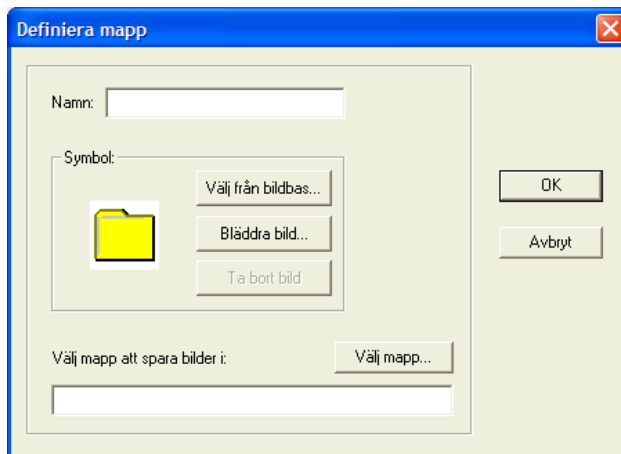 Definiera mapp
Namn:
Symbol:
Välj från bildbas...
OK
Bläddra bild...
Avbryt
Ta bort bild
Välj mapp att spara bilder i:
Välj mapp...